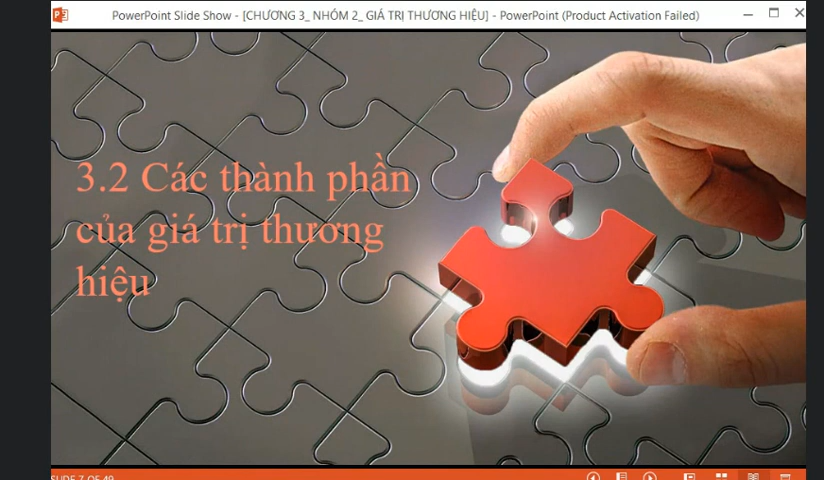 PowerPoint Slide Show - [CHƯƠNG 3_ NHÓM 2_ GIÁ TRỊ THƯƠNG HIỆU] - PowerPoint (Product Activation Failed)
3.2 Các thành phần
của giá trị thương
hiệu
SLIDE 7 OF 49